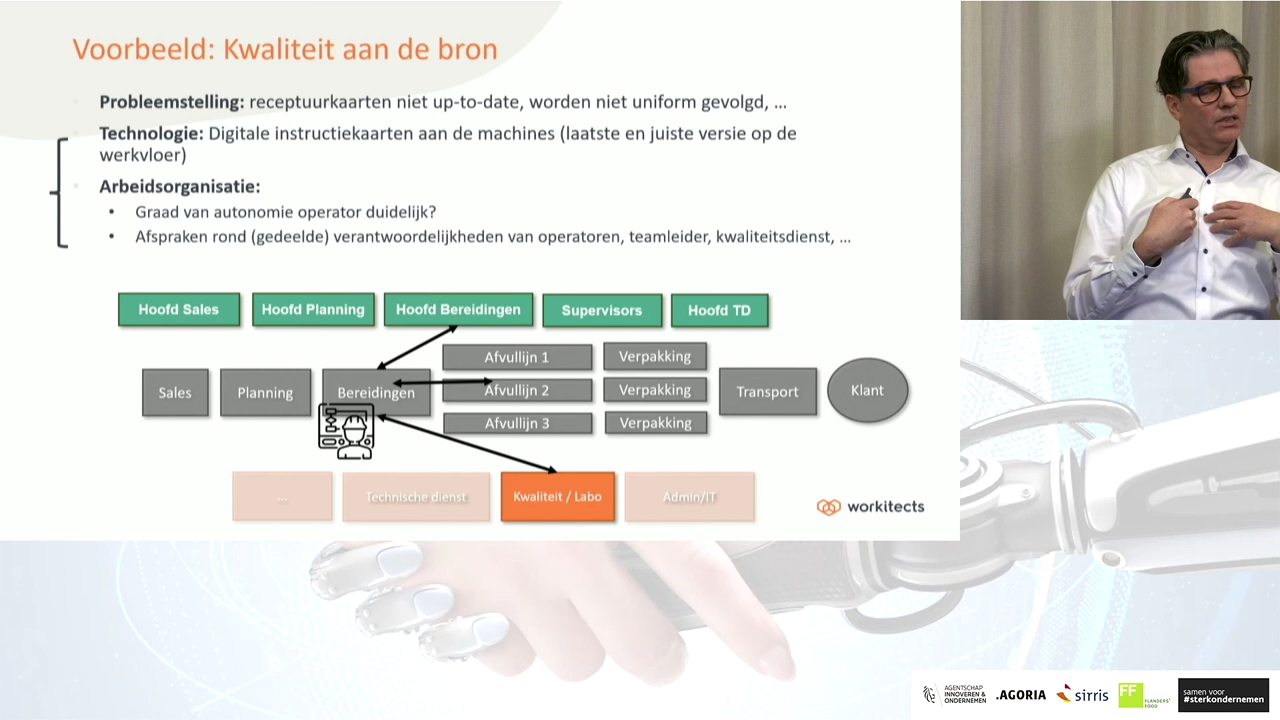 Voorbeeld: Kwaliteit aan de bron
Probleemstelling: receptuurkaarten niet up-to-date, worden niet uniform gevolgd, ...
Technologie: Digitale instructiekaarten aan de machines (laatste en juiste versie op de
werkvloer)
Arbeidsorganisatie:
• Graad van autonomie operator duidelijk?
• Afspraken rond (gedeelde) verantwoordelijkheden van operatoren, teamleider, kwaliteitsdienst, ...
Hoofd Sales
Hoofd Planning
Hoofd Bereidingen
Supervisors
Hoofd TD
Sales
Planning
Bereidingen
Afvullijn 1
Verpakking
Afvullijn 2
Verpakking
Afvullijn 3
Verpakking
Transport
Klant
...
Technische dienst
Kwaliteit / Labo
Admin/IT
workitects
AGENTSCHAP
INNOVEREN &
ONDERNEMEN
.AGORIA
sirris
FF
FLANDERS'
FOOD
samen voor
#sterkondernemen